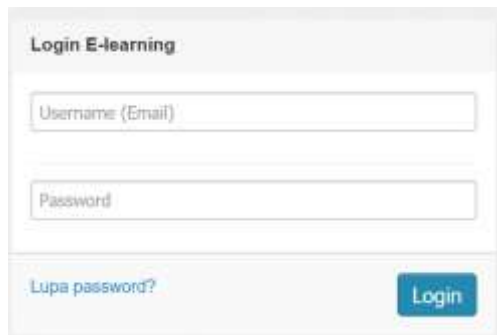 Login E-learning
Username (Email)
Password
Lupa password?
Login